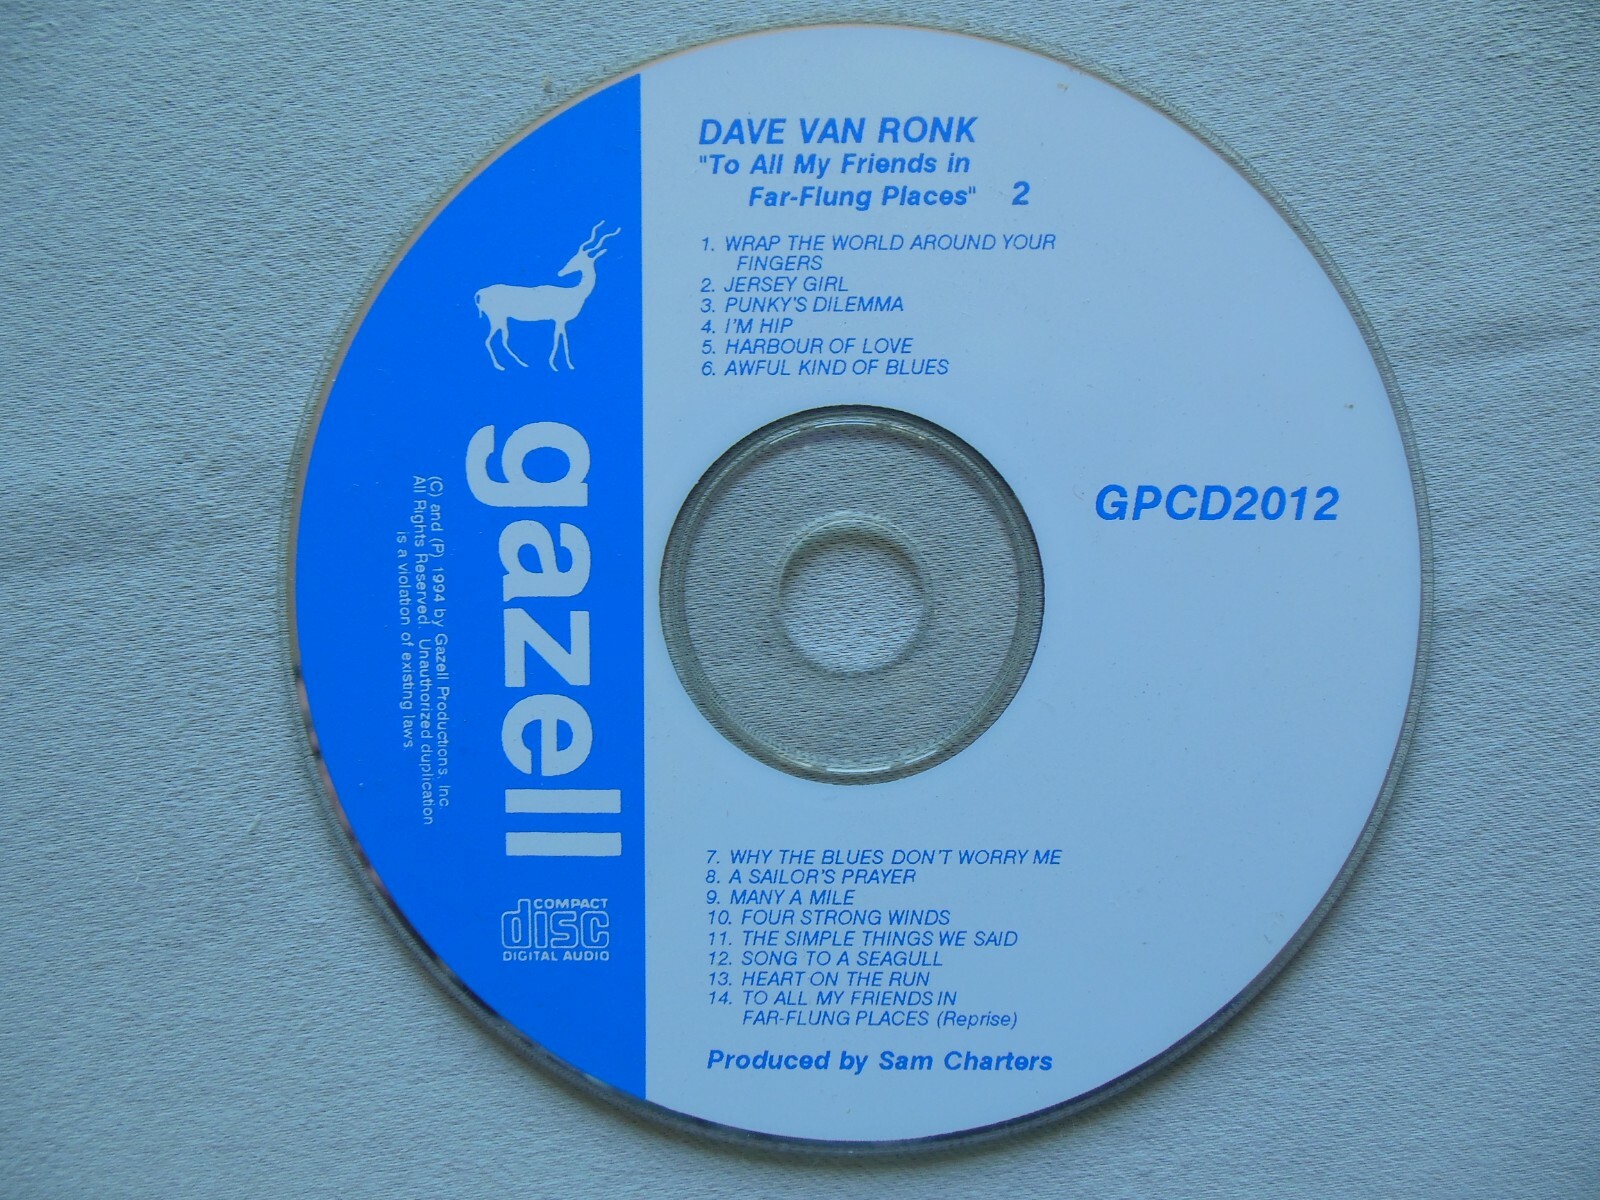 DAVE VAN RONK
"To All My Friends in
Far-Flung Places" 2
1. WRAP THE WORLD AROUND YOUR
FINGERS
2. JERSEY GIRL
3. PUNKY'S DILEMMA
4. I'M HIP
5. HARBOUR OF LOVE
6. AWFUL KIND OF BLUES
GPCD2012
7. WHY THE BLUES DON'T WORRY ME
8. A SAILOR'S PRAYER
9. MANY A MILE
10. FOUR STRONG WINDS
11. THE SIMPLE THINGS WE SAID
12. SONG TO A SEAGULL
13. HEART ON THE RUN
14. TO ALL MY FRIENDS IN
FAR-FLUNG PLACES (Reprise)
Produced by Sam Charters
gazell
(C) and (P) 1994 by Gazell Productions, Inc.
All Rights Reserved. Unauthorized duplication
is a violation of existing laws.
COMPACT
disc
DIGITAL AUDIO